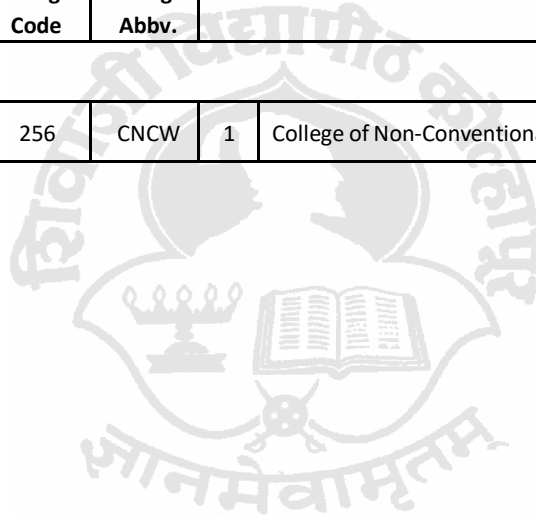 Code Abbv.
256 CNCW 1 College of Non-Convention
शिवाजी विद्यापीठ कोल्हापूर
ज्ञानमेवामृतम्